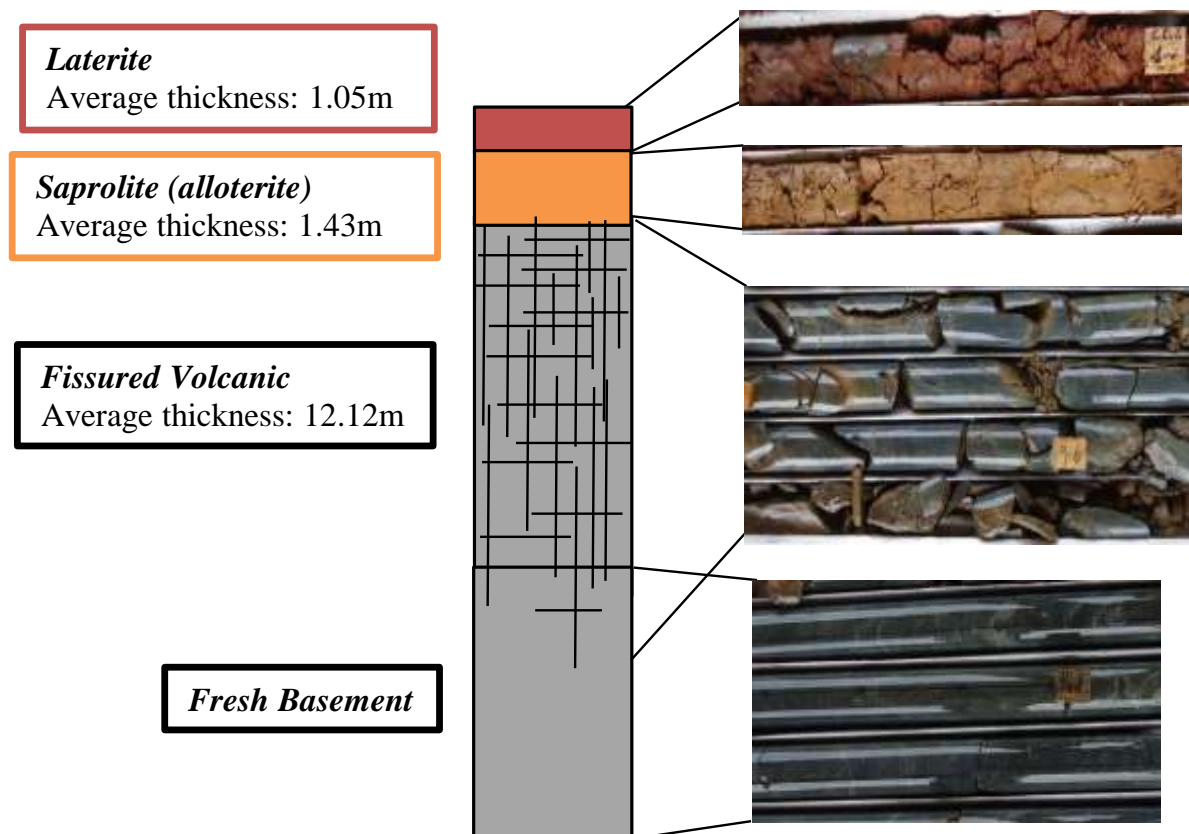 Laterite
Average thickness: 1.05m
Saprolite (alloterite)
Average thickness: 1.43m
Fissured Volcanic
Average thickness: 12.12m
Fresh Basement